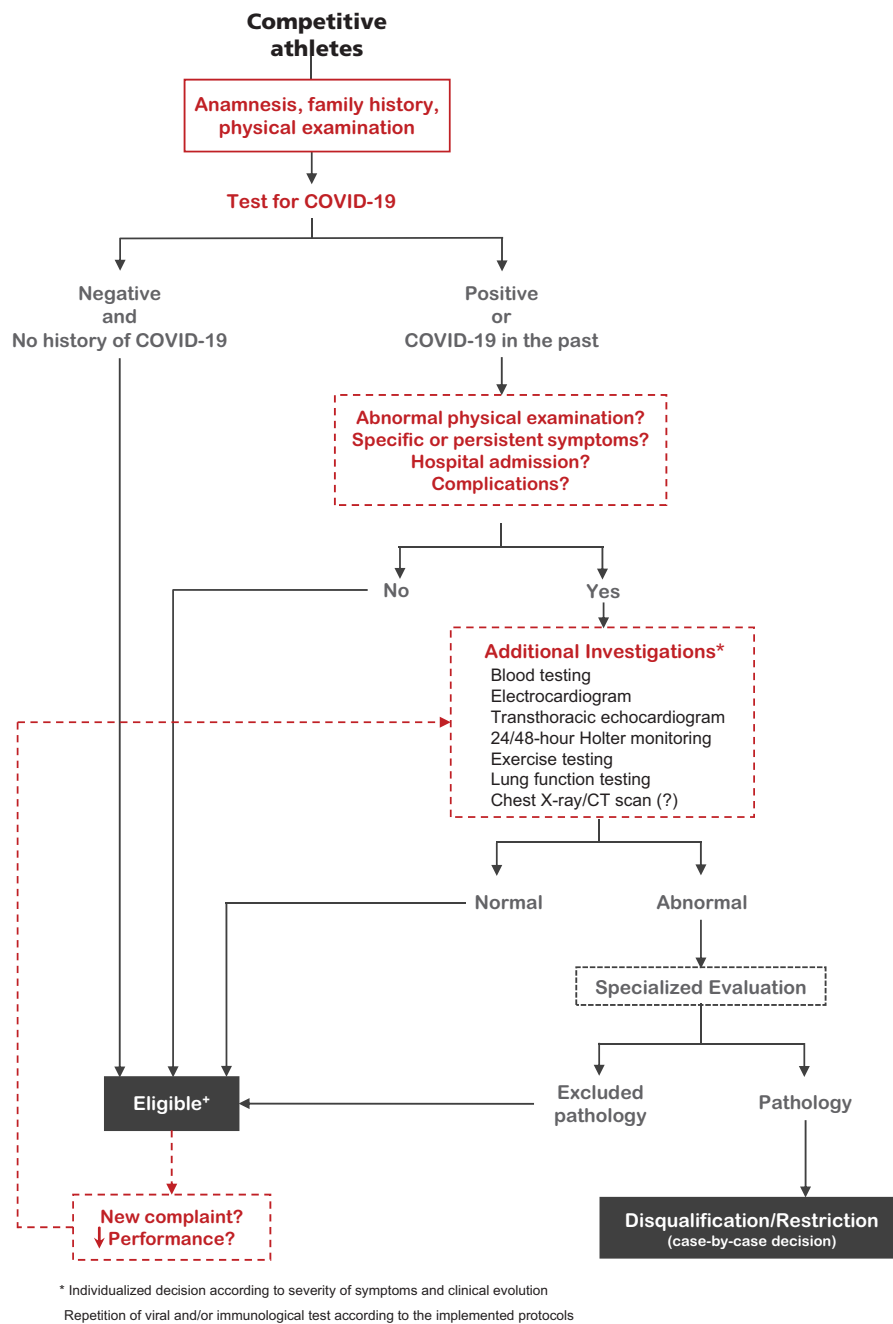 Competitive
athletes
Anamnesis, family history,
physical examination
Test for COVID-19
Negative
and
No history of COVID-19
Positive
or
COVID-19 in the past
Abnormal physical examination?
Specific or persistent symptoms?
Hospital admission?
Complications?
No
Yes
Additional Investigations*
Blood testing
Electrocardiogram
Transthoracic echocardiogram
24/48-hour Holter monitoring
Exercise testing
Lung function testing
Chest X-ray/CT scan (?)
Normal
Abnormal
Specialized Evaluation
Excluded
pathology
Pathology
Eligible+
New complaint?
↓ Performance?
Disqualification/Restriction
(case-by-case decision)
* Individualized decision according to severity of symptoms and clinical evolution
Repetition of viral and/or immunological test according to the implemented protocols